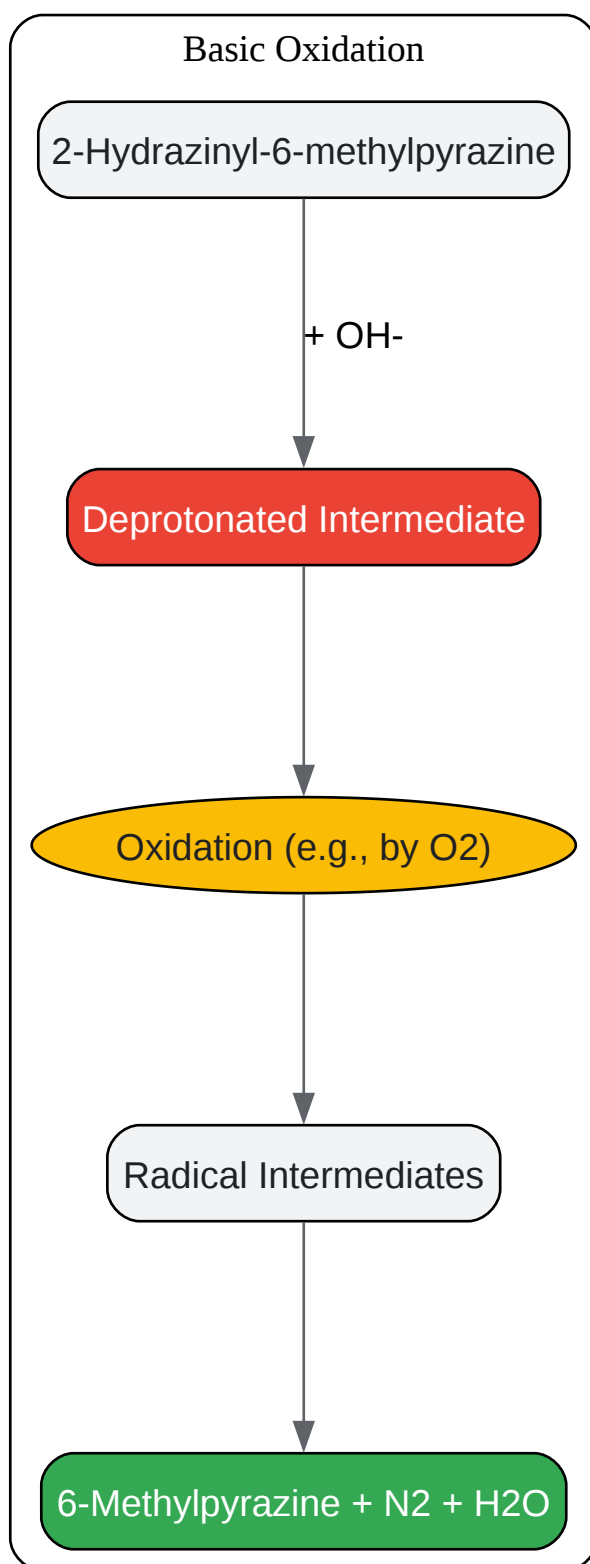 Basic Oxidation
2-Hydrazinyl-6-methylpyrazine
+ OH-
Deprotonated Intermediate
Oxidation (e.g., by O2)
Radical Intermediates
6-Methylpyrazine + N2 + H2O